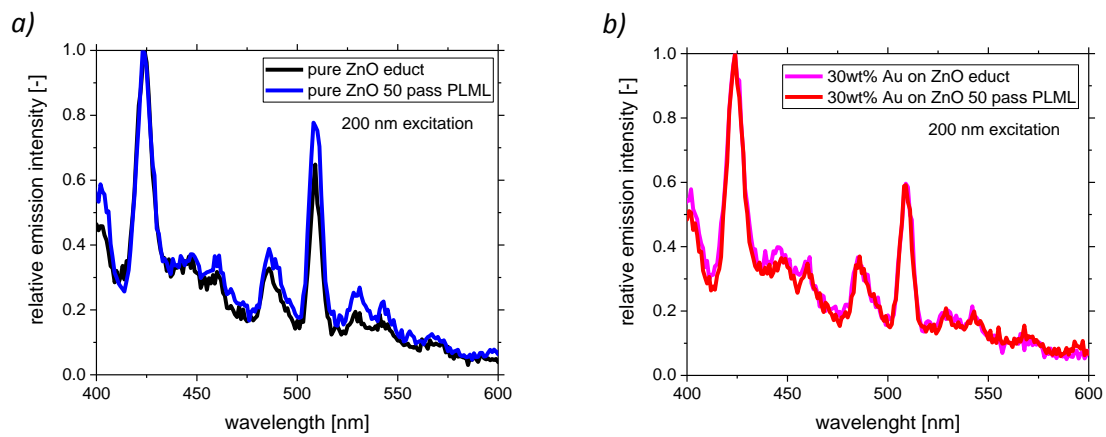 a)
pure ZnO educt
pure ZnO 50 pass PLML
200 nm excitation
relative emission intensity [-]
1.0
0.8
0.6
0.4
0.2
0.0
400
450
500
550
600
wavelength [nm]
b)
30wt% Au on ZnO educt
30wt% Au on ZnO 50 pass PLML
200 nm excitation
relative emission intensity [-]
1.0
0.8
0.6
0.4
0.2
0.0
400
450
500
550
600
wavelenght [nm]